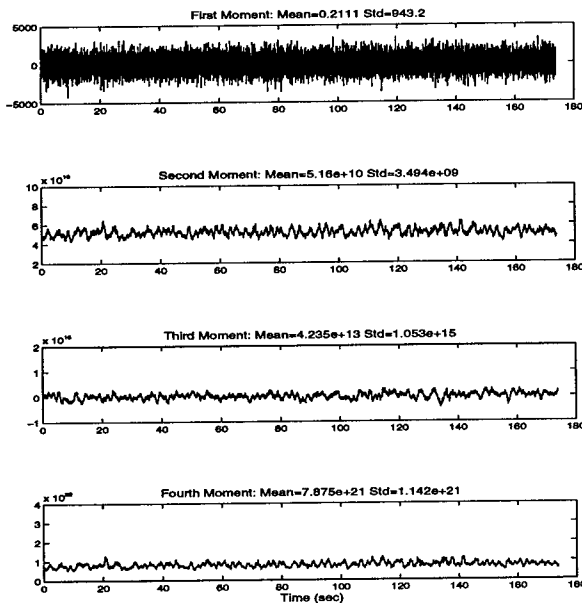 First Moment: Mean=0.2111 Std=943.2
5000
0
−5000
0 20 40 60 80 100 120 140 160 180
Second Moment: Mean=5.16e+10 Std=3.494e+09
10
8
6
4
2
0 20 40 60 80 100 120 140 160 180
Third Moment: Mean=4.235e+13 Std=1.053e+15
2
1
0
−1
0 20 40 60 80 100 120 140 160 180
Fourth Moment: Mean=7.875e+21 Std=1.142e+21
4
3
2
1
0
0 20 40 60 80 100 120 140 160 180
Time (sec)